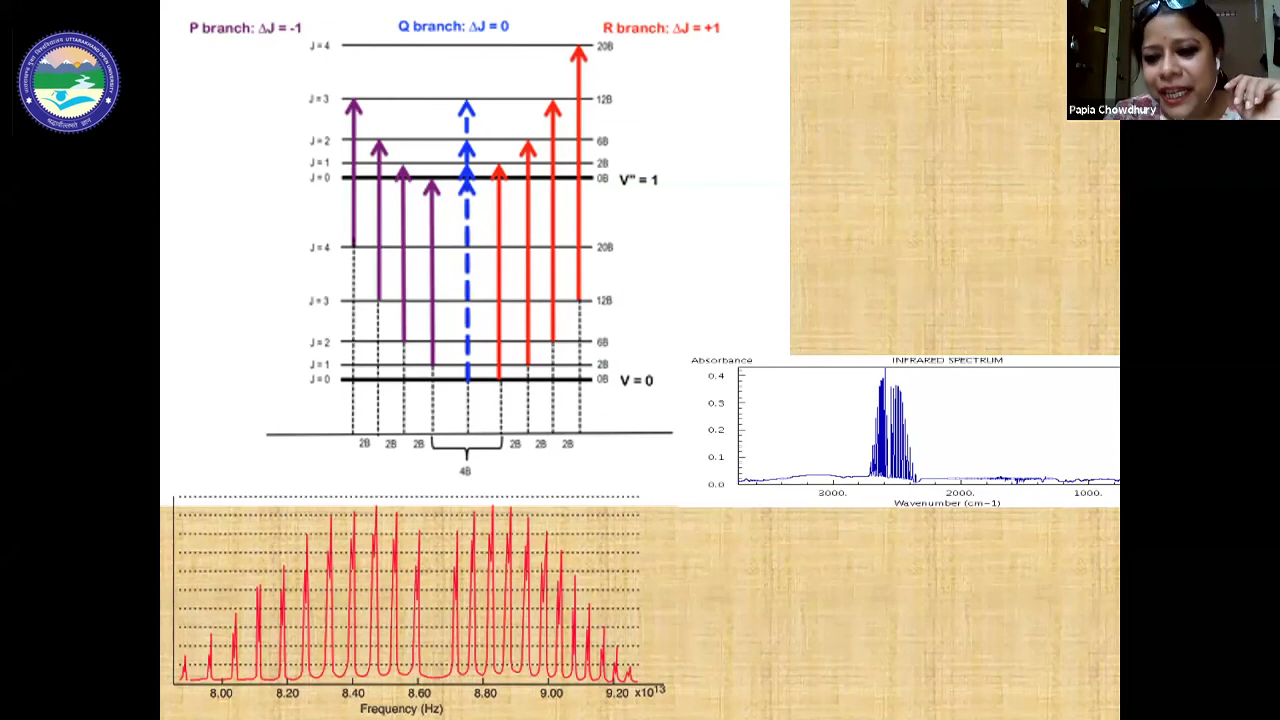 P branch: ΔJ = -1
Q branch: ΔJ = 0
R branch: ΔJ = +1
J = 4
20B
J = 3
12B
J = 2
6B
J = 1
2B
J = 0
0B
V" = 1
J = 4
20B
J = 3
12B
J = 2
6B
J = 1
2B
J = 0
0B
V = 0
2B 2B 2B 2B 2B 2B
4B
Papia Chowdhury
UTTARAKHAND OPEN UNIVERSITY
Absorbance
INFRARED SPECTRUM
0.4
0.3
0.2
0.1
0.0
3000. 2000. 1000.
Wavenumber (cm-1)
8.00 8.20 8.40 8.60 8.80 9.00 9.20 x10¹³
Frequency (Hz)